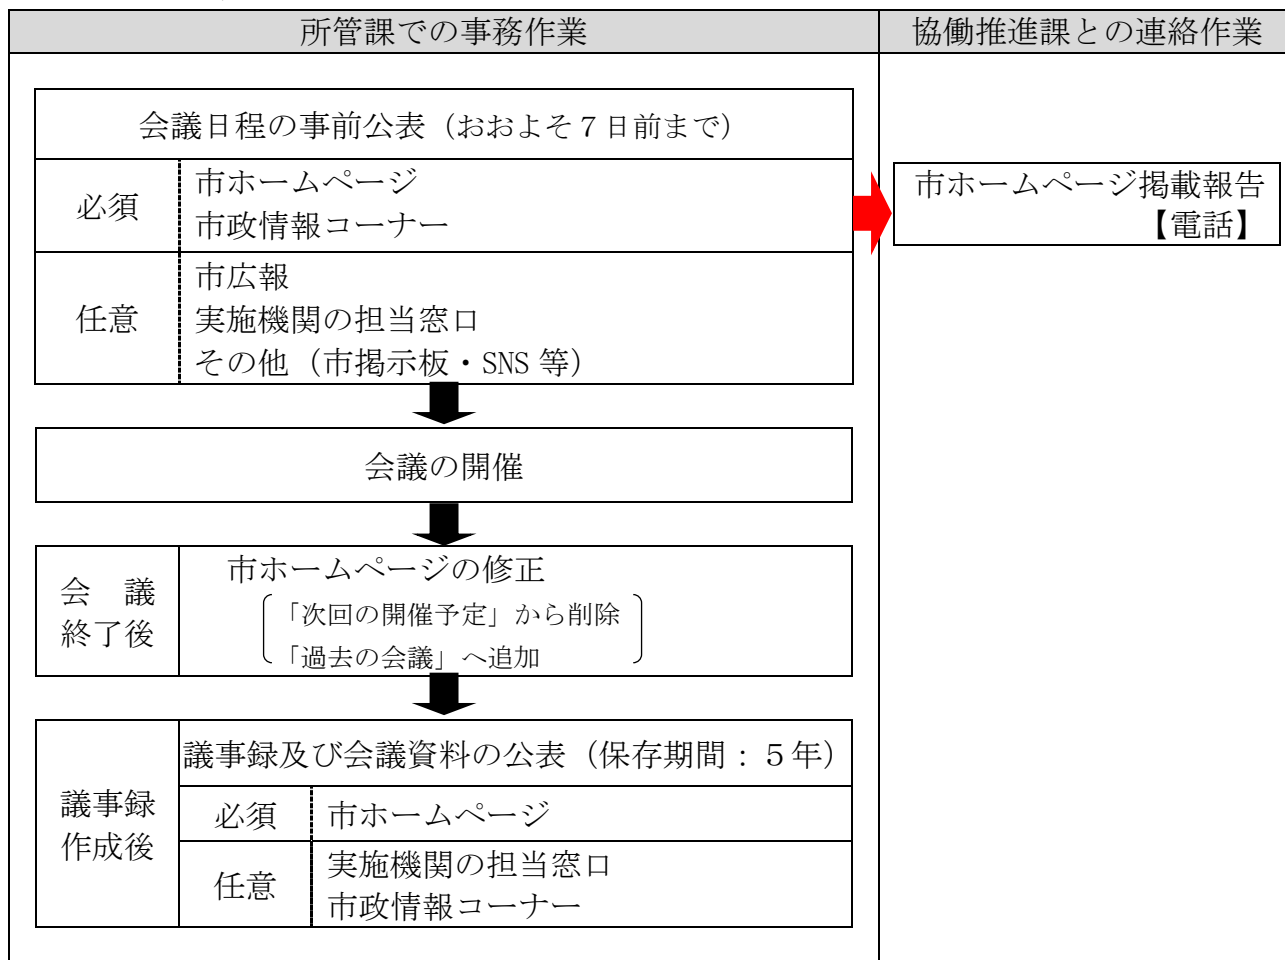 所管課での事務作業
協働推進課との連絡作業
会議日程の事前公表（おおよそ７日前まで）
必須
市ホームページ
市政情報コーナー
任意
市広報
実施機関の担当窓口
その他（市掲示板・SNS 等）
市ホームページ掲載報告
【電話】
会議の開催
会　議
終了後
市ホームページの修正
「次回の開催予定」から削除
「過去の会議」へ追加
議事録
作成後
議事録及び会議資料の公表（保存期間：５年）
必須
市ホームページ
任意
実施機関の担当窓口
市政情報コーナー